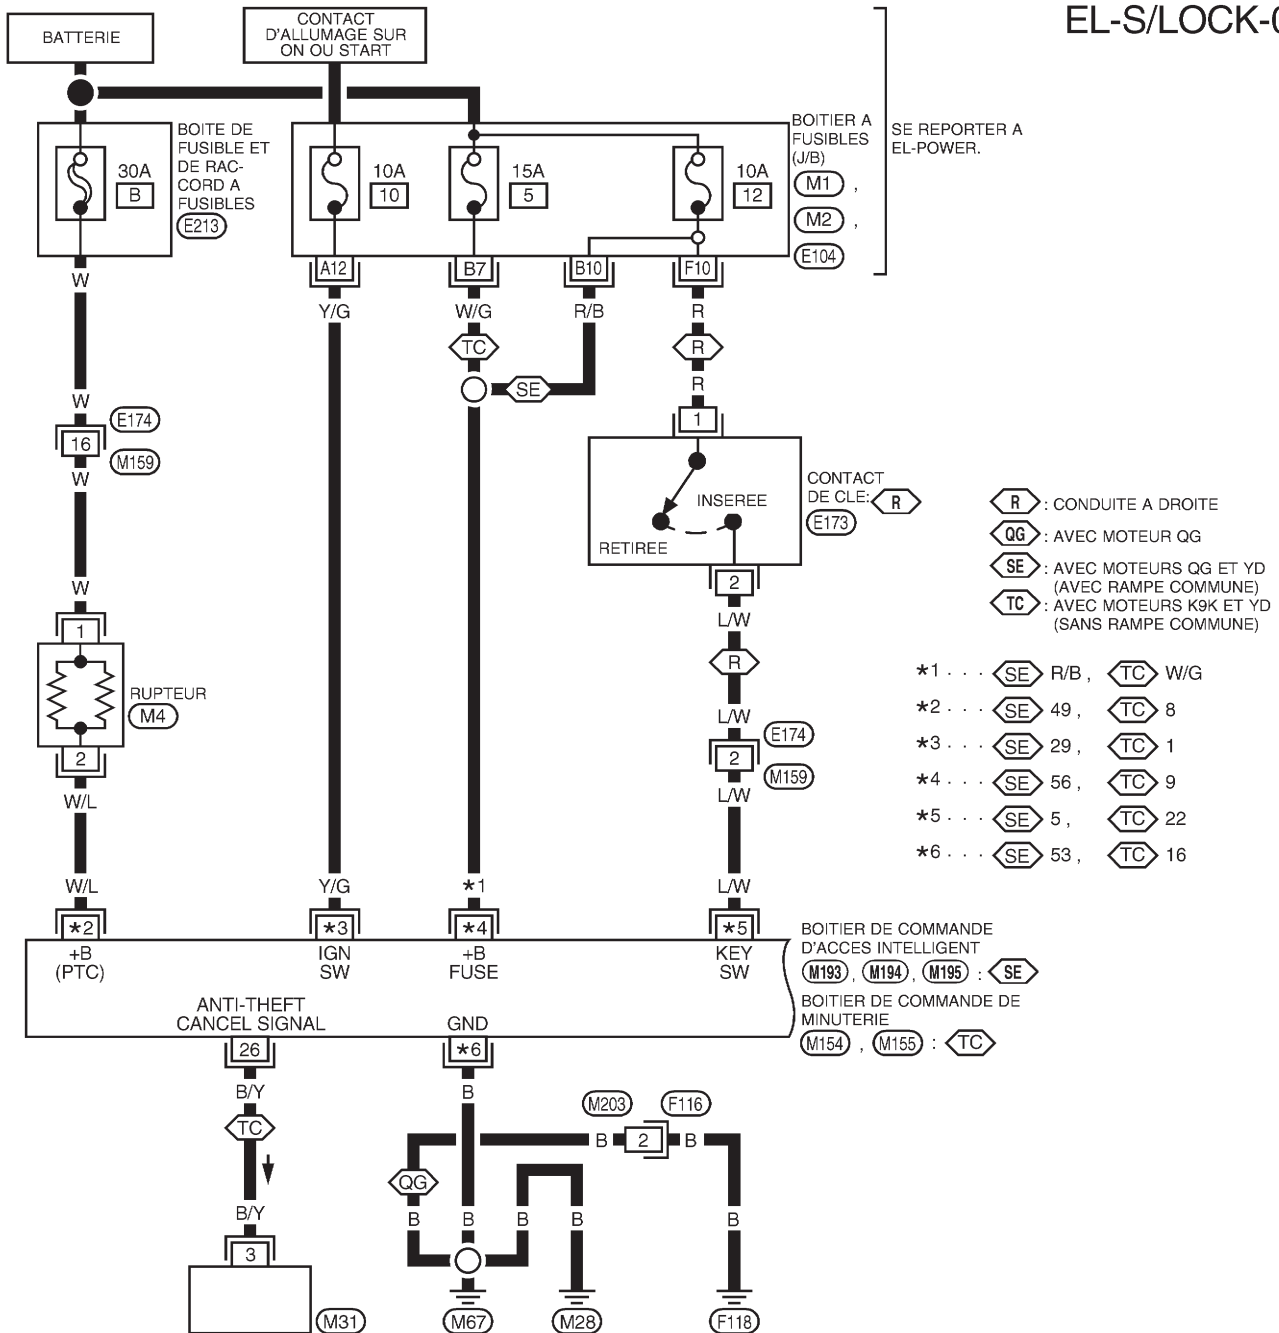 EL-S/LOCK-0
BATTERIE
CONTACT
D'ALLUMAGE SUR
ON OU START
BOITE DE
FUSIBLE ET
DE RAC-
CORD A
FUSIBLES
E213
30A
B
10A
10
15A
5
10A
12
BOITIER A
FUSIBLES
(J/B)
M1 ,
M2 ,
E104
SE REPORTER A
EL-POWER.
A12 B7 B10 F10
W Y/G W/G R/B R
TC R
SE R
W
E174
16
M159
W
1
CONTACT
DE CLE: R
E173
INSEREE
RETIREE
2
R : CONDUITE A DROITE
QG : AVEC MOTEUR QG
SE : AVEC MOTEURS QG ET YD
(AVEC RAMPE COMMUNE)
TC : AVEC MOTEURS K9K ET YD
(SANS RAMPE COMMUNE)
W
1
RUPTEUR
M4
2
W/L
L/W
R
L/W
E174
2
M159
L/W
*1 . . . SE R/B , TC W/G
*2 . . . SE 49 , TC 8
*3 . . . SE 29 , TC 1
*4 . . . SE 56 , TC 9
*5 . . . SE 5 , TC 22
*6 . . . SE 53 , TC 16
W/L Y/G *1 L/W
*2 *3 *4 *5
+B
(PTC)
IGN
SW
+B
FUSE
KEY
SW
ANTI-THEFT
CANCEL SIGNAL
GND
BOITIER DE COMMANDE
D'ACCES INTELLIGENT
M193 , M194 , M195 : SE
BOITIER DE COMMANDE DE
MINUTERIE
M154 , M155 : TC
26 *6
B/Y B
TC
B/Y
3
M31
M203 F116
B 2 B
QG
B B B B B
M67 M28 F118